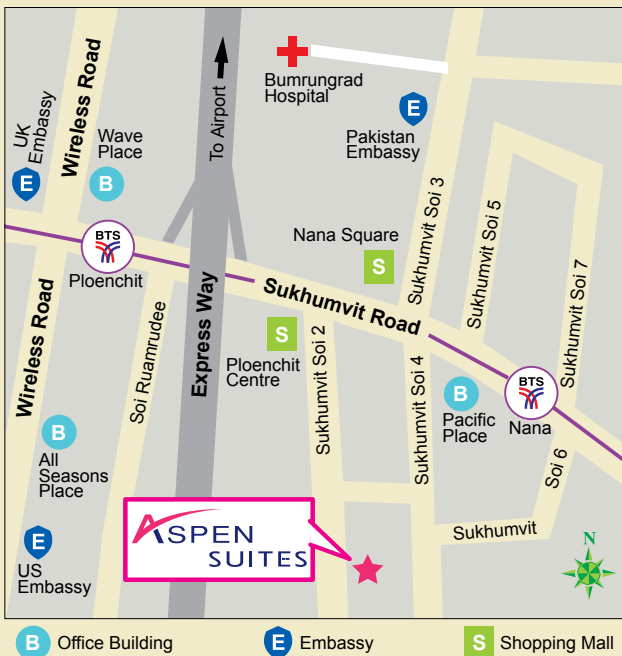 UK
Embassy
Wireless Road
Wave
Place
B
E
To Airport
Bumrungrad
Hospital
E
Pakistan
Embassy
Sukhumvit Soi 3
Sukhumvit Soi 5
Sukhumvit Soi 7
BTS
Ploenchit
Nana Square
S
Sukhumvit Road
Wireless Road
Soi Ruamrudee
Express Way
S
Ploenchit
Centre
Sukhumvit Soi 2
Sukhumvit Soi 4
B
Pacific
Place
BTS
Nana
B
All
Seasons
Place
Soi 6
Sukhumvit
E
US
Embassy
ASPEN
SUITES
N
B Office Building
E Embassy
S Shopping Mall